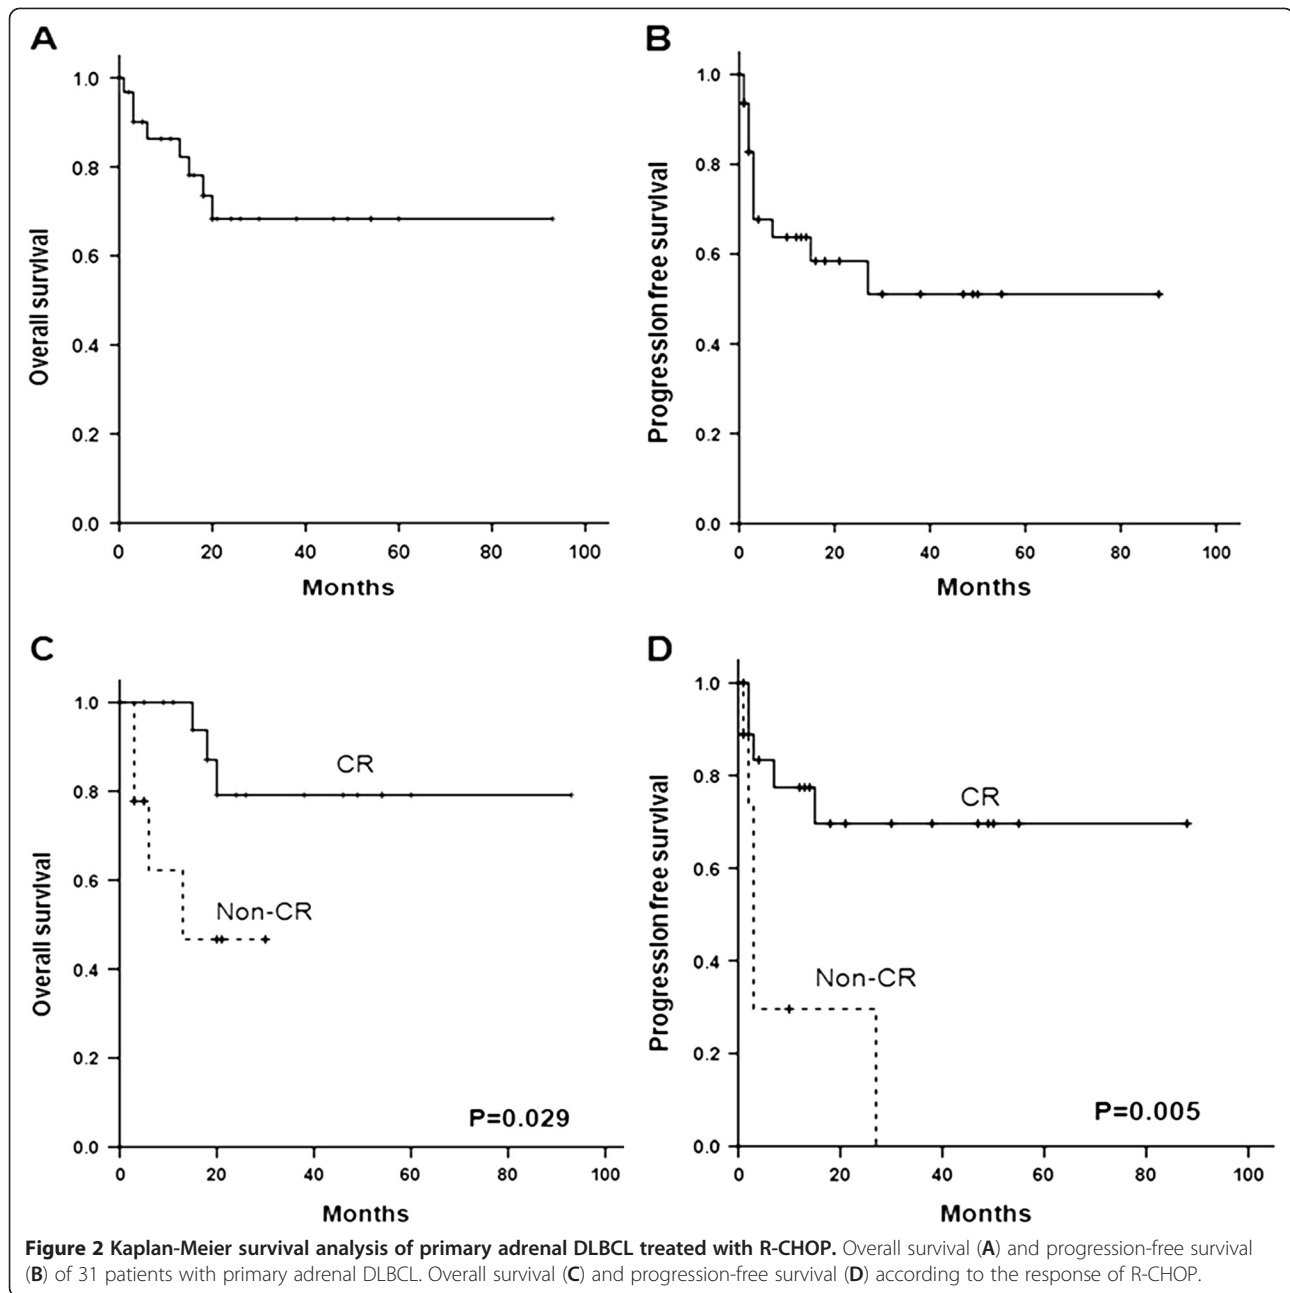 A
1.0
0.8
0.6
0.4
0.2
0.0
Overall survival
0 20 40 60 80 100
Months
B
1.0
0.8
0.6
0.4
0.2
0.0
Progression free survival
0 20 40 60 80 100
Months
C
1.0
0.8
0.6
0.4
0.2
0.0
Overall survival
CR
Non-CR
P=0.029
0 20 40 60 80 100
Months
D
1.0
0.8
0.6
0.4
0.2
0.0
Progression free survival
CR
Non-CR
P=0.005
0 20 40 60 80 100
Months
Figure 2 Kaplan-Meier survival analysis of primary adrenal DLBCL treated with R-CHOP. Overall survival (A) and progression-free survival
(B) of 31 patients with primary adrenal DLBCL. Overall survival (C) and progression-free survival (D) according to the response of R-CHOP.